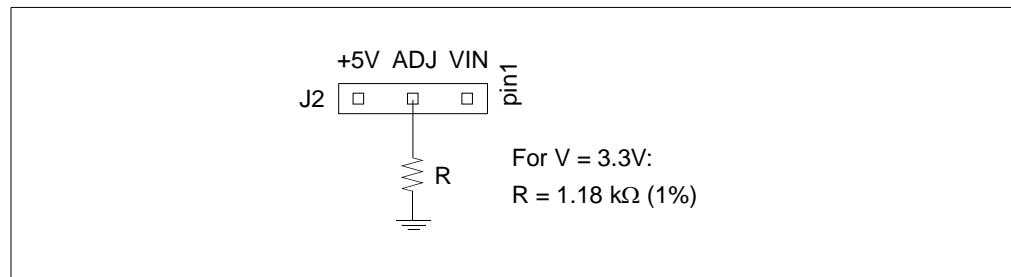 +5V ADJ VIN
pin1
J2
R
For V = 3.3V:
R = 1.18 kΩ (1%)